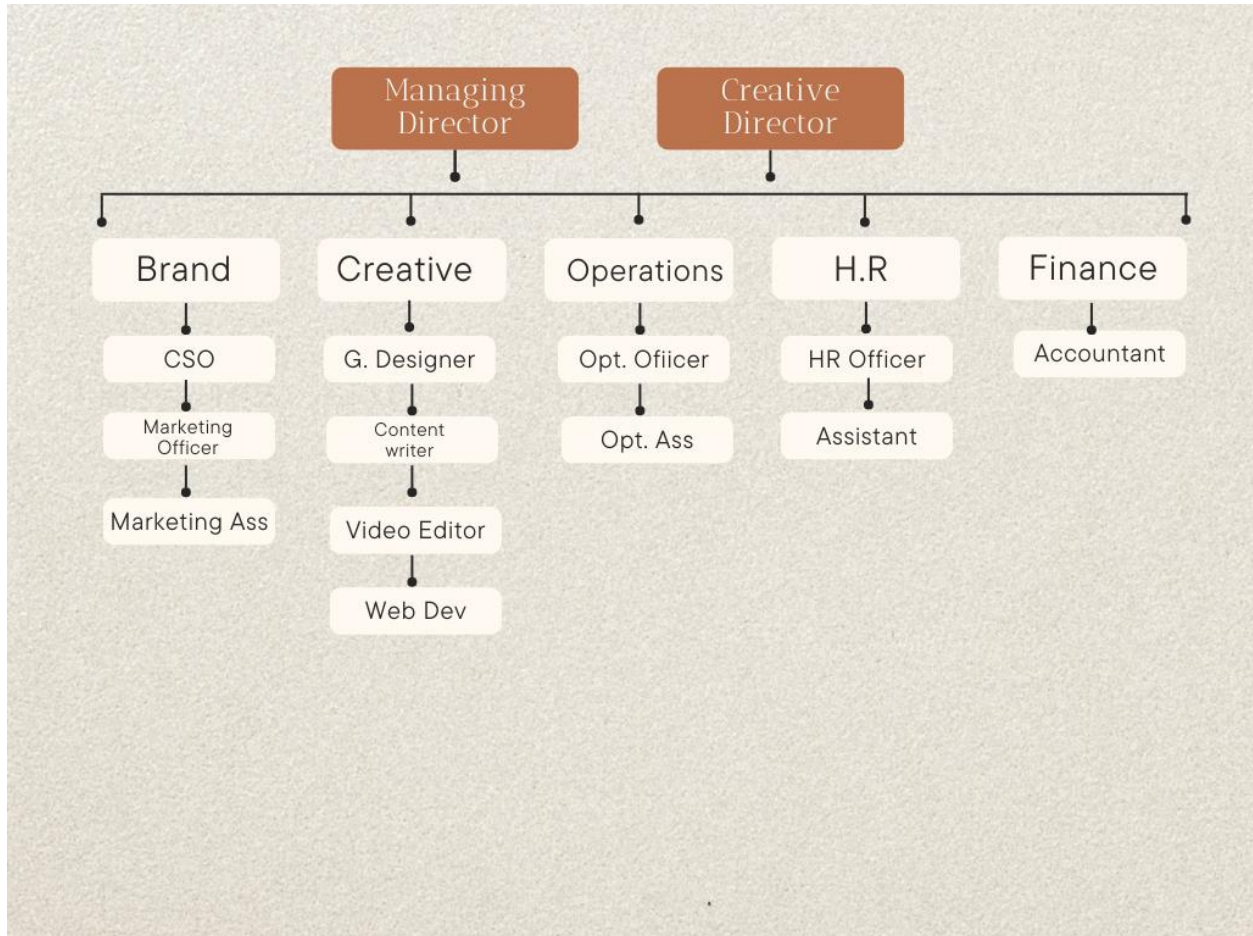 Managing
Director
Creative
Director
Brand
Creative
Operations
H.R
Finance
CSO
G. Designer
Opt. Ofiicer
HR Officer
Accountant
Marketing
Officer
Content
writer
Opt. Ass
Assistant
Marketing Ass
Video Editor
Web Dev